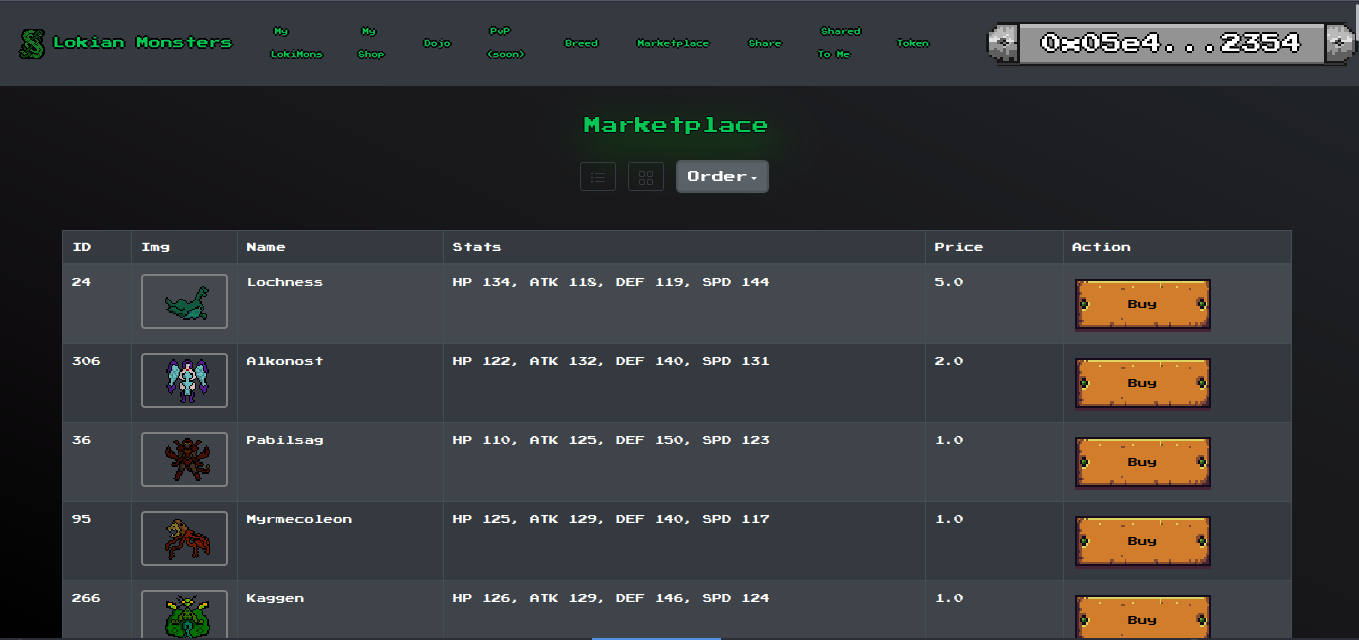 Lokian Monsters
My LokiMons
My Shop
Dojo
PvP (soon)
Breed
Marketplace
Share
Shared To Me
Token
0x05e4...2354
Marketplace
Order
ID Img Name Stats Price Action
24 Lochness HP 134, ATK 118, DEF 119, SPD 144 5.0 Buy
306 Alkonost HP 122, ATK 132, DEF 140, SPD 131 2.0 Buy
36 Pabilsag HP 110, ATK 125, DEF 150, SPD 123 1.0 Buy
95 Myrmecoleon HP 125, ATK 129, DEF 140, SPD 117 1.0 Buy
266 Kaggen HP 126, ATK 129, DEF 146, SPD 124 1.0 Buy